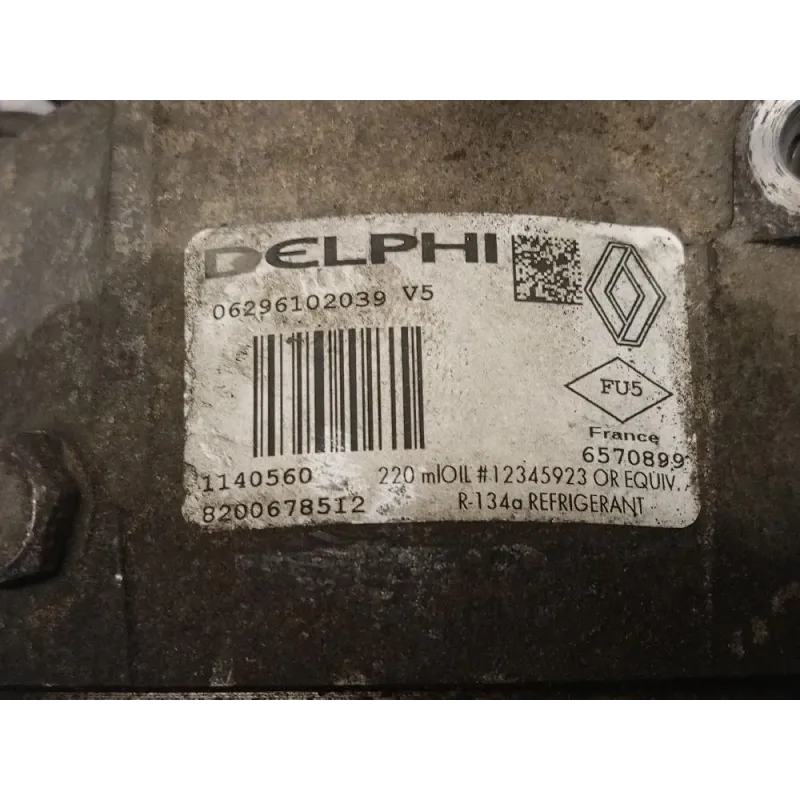 DELPHI
06296102039 V5
FU5
France
6570899
1140560
220 mlOIL #12345923 OR EQUIV.
8200678512
R-134a REFRIGERANT